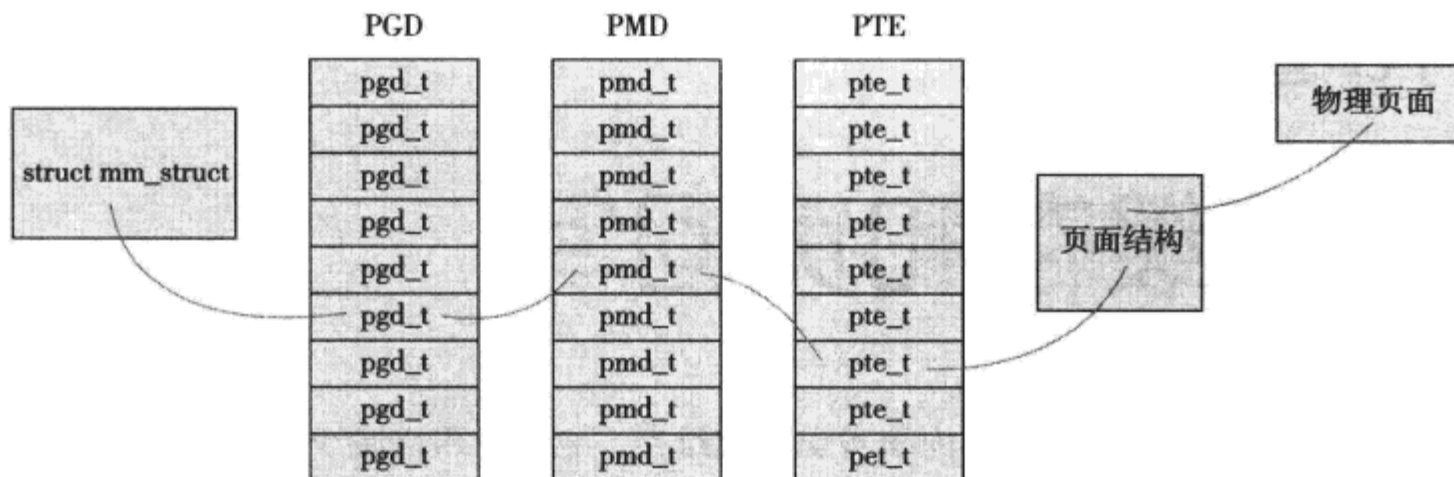 PGD
PMD
PTE
struct mm_struct
pgd_t
pgd_t
pgd_t
pgd_t
pgd_t
pgd_t
pgd_t
pgd_t
pgd_t
pmd_t
pmd_t
pmd_t
pmd_t
pmd_t
pmd_t
pmd_t
pmd_t
pmd_t
pte_t
pte_t
pte_t
pte_t
pte_t
pte_t
pte_t
pte_t
pet_t
页面结构
物理页面